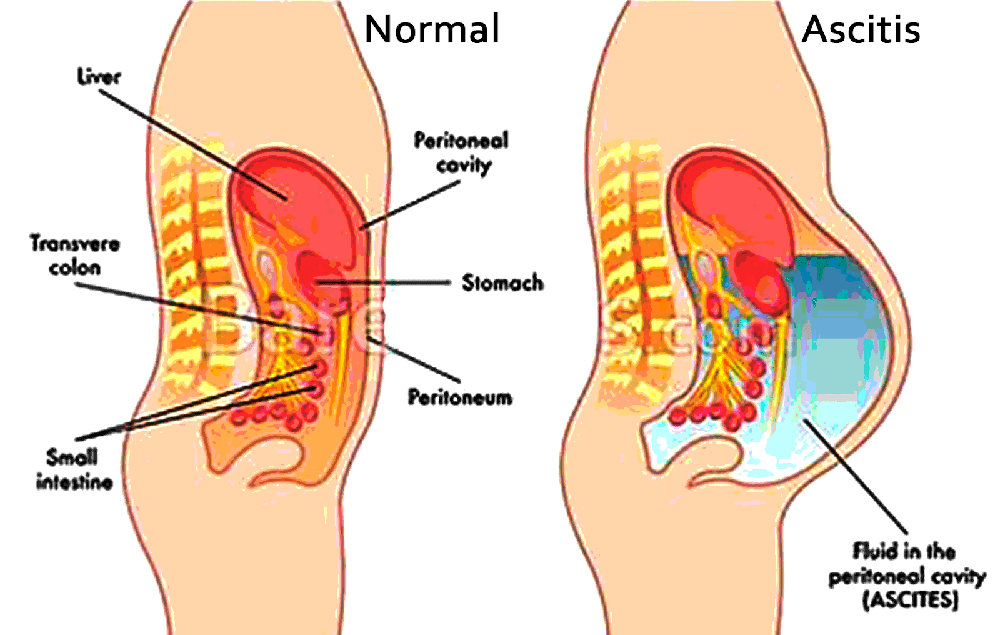 Normal
Ascitis
Liver
Peritoneal
cavity
Transvere
colon
Stomach
Peritoneum
Small
intestine
Fluid in the
peritoneal cavity
(ASCITES)